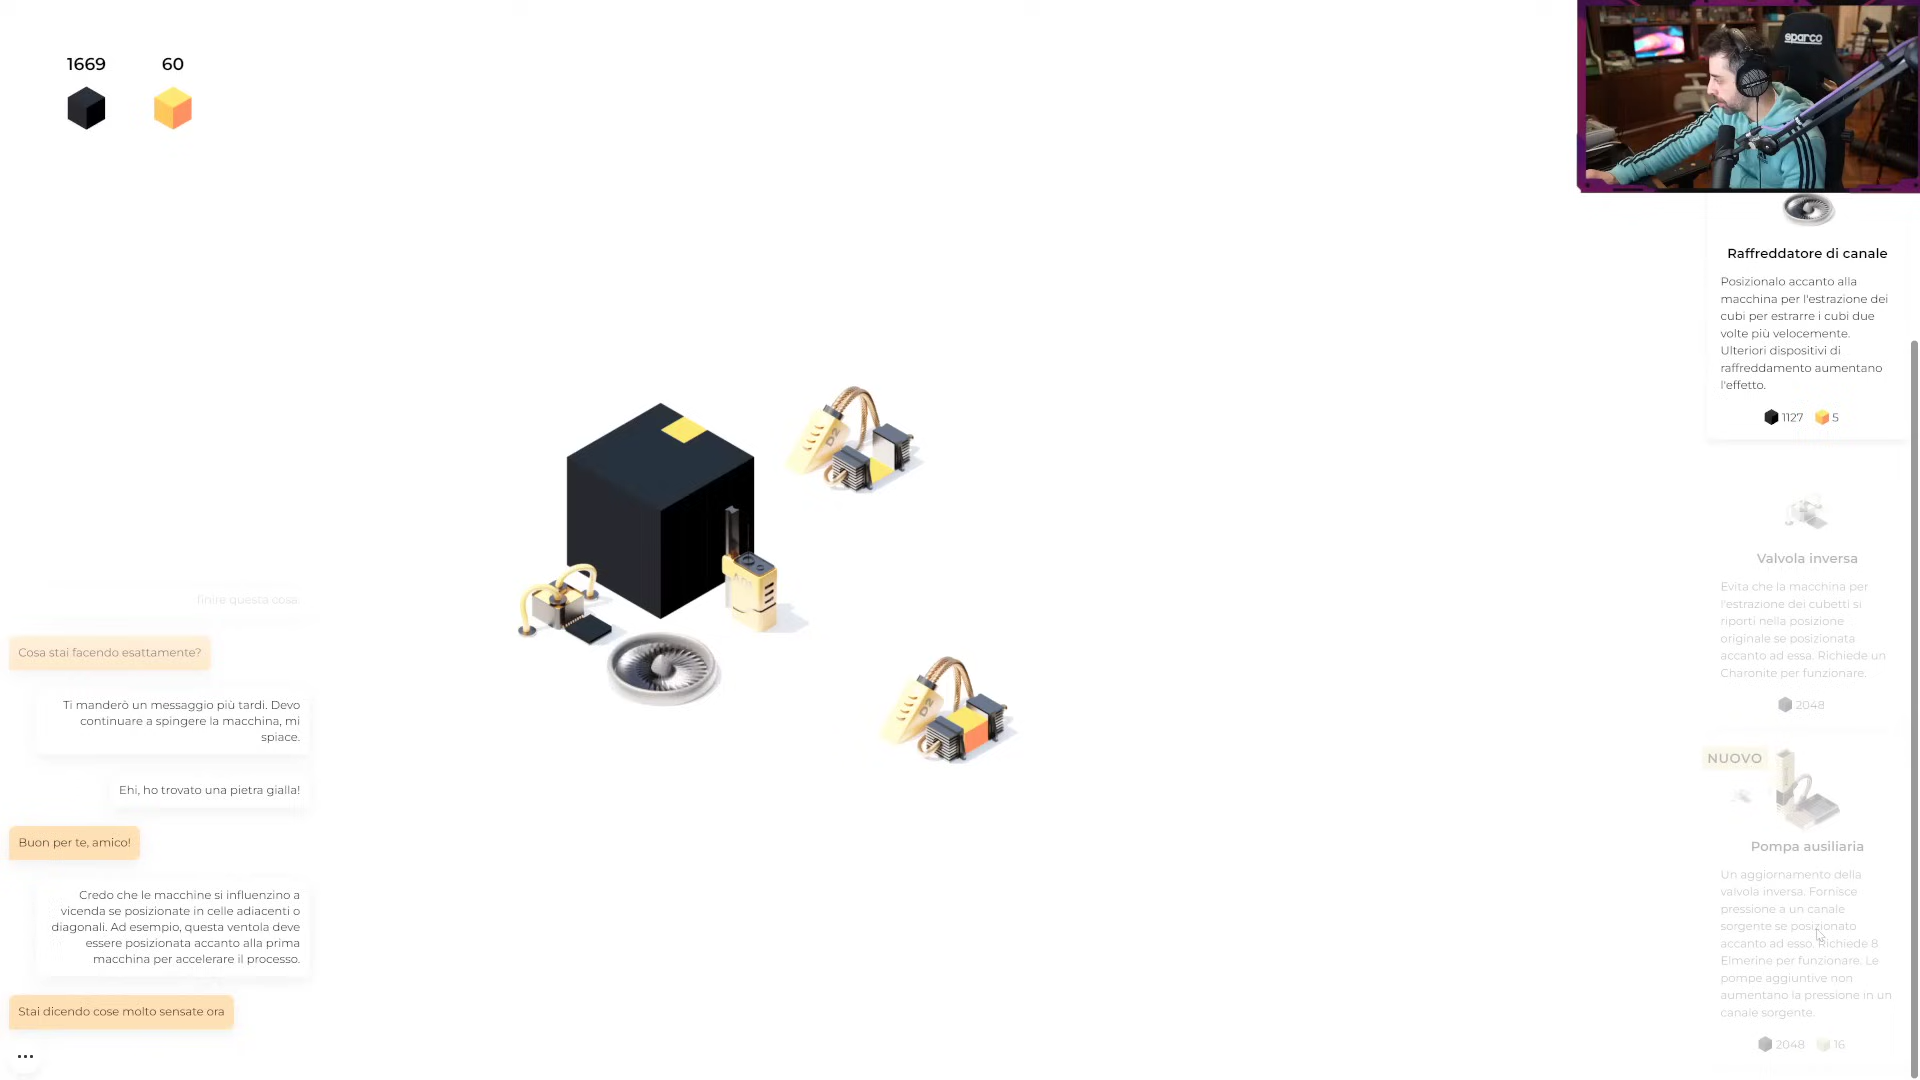 1669
60
sparco
Raffreddatore di canale
Posizionalo accanto alla
macchina per l'estrazione dei
cubi per estrarre i cubi due
volte più velocemente.
Ulteriori dispositivi di
raffreddamento aumentano
l'effetto.
1127
5
Valvola inversa
Evita che la macchina per
l'estrazione dei cubetti si
riporti nella posizione
originale se posizionata
accanto ad essa. Richiede un
Charonite per funzionare.
2048
NUOVO
Pompa ausiliaria
Un aggiornamento della
valvola inversa. Fornisce
pressione a un canale
sorgente se posizionato
accanto ad esso. Richiede 8
Elmerine per funzionare. Le
pompe aggiuntive non
aumentano la pressione in un
canale sorgente.
2048
16
D2
D2
finire questa cosa
Cosa stai facendo esattamente?
Ti manderò un messaggio più tardi. Devo
continuare a spingere la macchina, mi
spiace.
Ehi, ho trovato una pietra gialla!
Buon per te, amico!
Credo che le macchine si influenzino a
vicenda se posizionate in celle adiacenti o
diagonali. Ad esempio, questa ventola deve
essere posizionata accanto alla prima
macchina per accelerare il processo.
Stai dicendo cose molto sensate ora
...